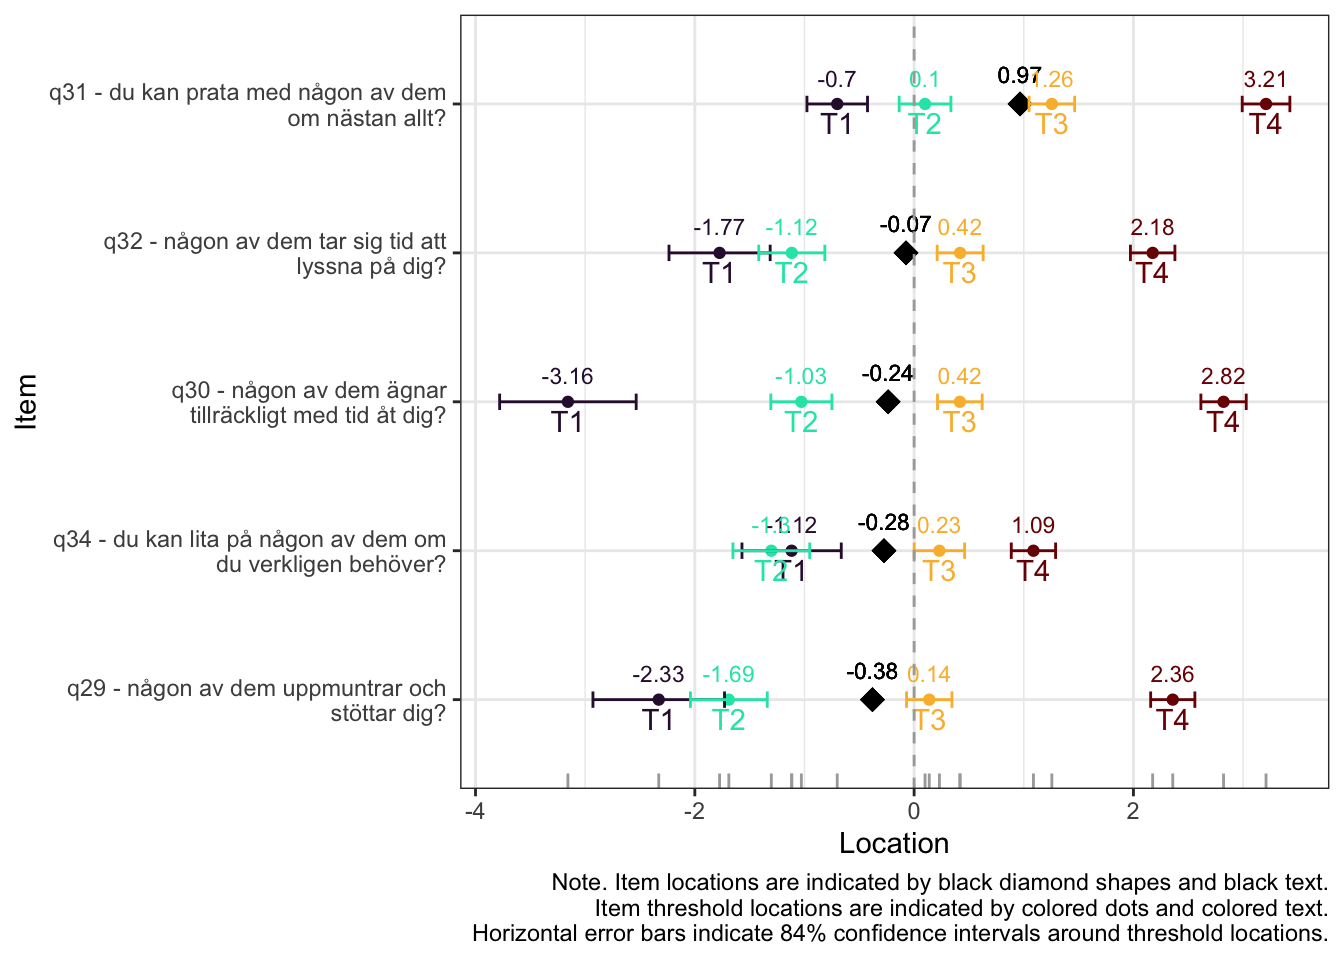 q31 - du kan prata med någon av dem
om nästan allt?
-0.7
0.1
0.97
1.26
3.21
T1
T2
T3
T4
q32 - någon av dem tar sig tid att
lyssna på dig?
-1.77
-1.12
-0.07
0.42
2.18
T1
T2
T3
T4
Item
q30 - någon av dem ägnar
tillräckligt med tid åt dig?
-3.16
-1.03
-0.24
0.42
2.82
T1
T2
T3
T4
q34 - du kan lita på någon av dem om
du verkligen behöver?
-1.3
-1.12
-0.28
0.23
1.09
T2
T1
T3
T4
q29 - någon av dem uppmuntrar och
stöttar dig?
-2.33
-1.69
-0.38
0.14
2.36
T1
T2
T3
T4
-4
-2
0
2
Location
Note. Item locations are indicated by black diamond shapes and black text.
Item threshold locations are indicated by colored dots and colored text.
Horizontal error bars indicate 84% confidence intervals around threshold locations.